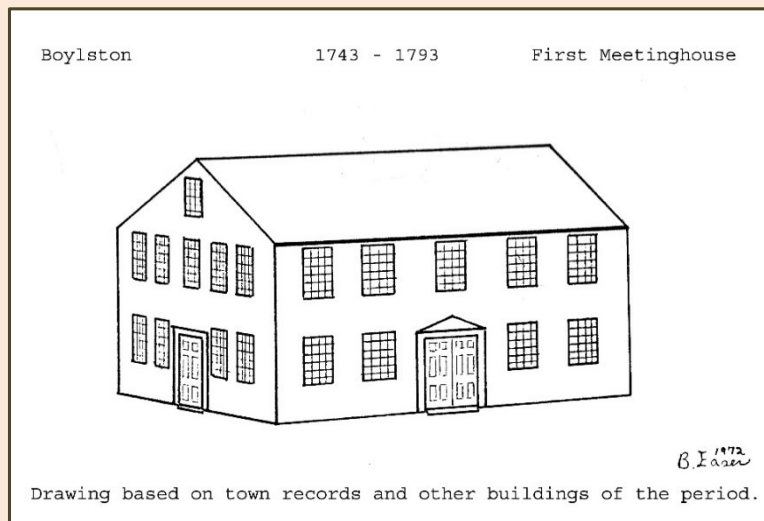 Boylston 1743 - 1793 First Meetinghouse
1972
B.
Drawing based on town records and other buildings of the period.